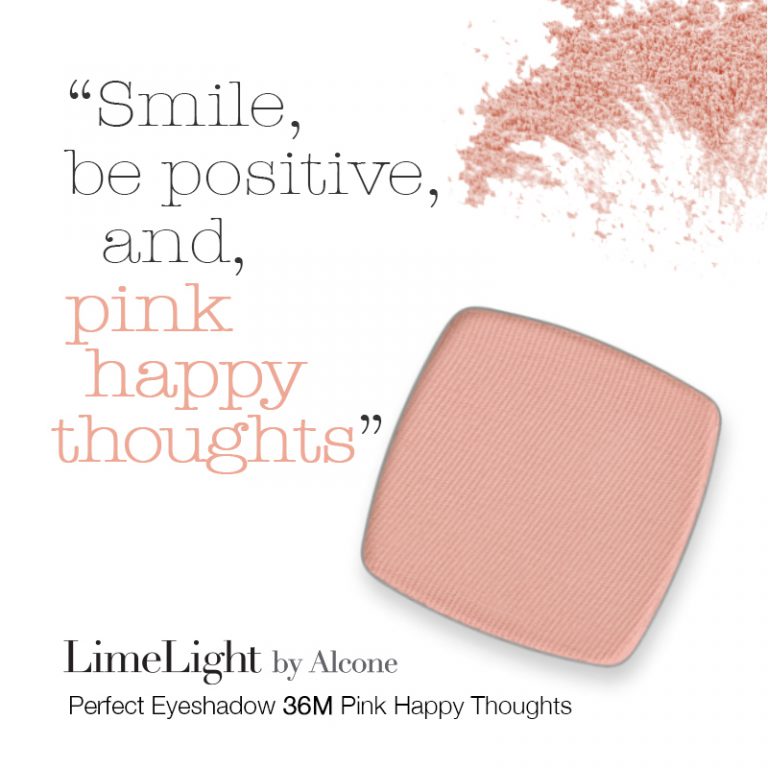 “Smile,
be positive,
and,
pink
happy
thoughts”
LimeLight by Alcone
Perfect Eyeshadow 36M Pink Happy Thoughts